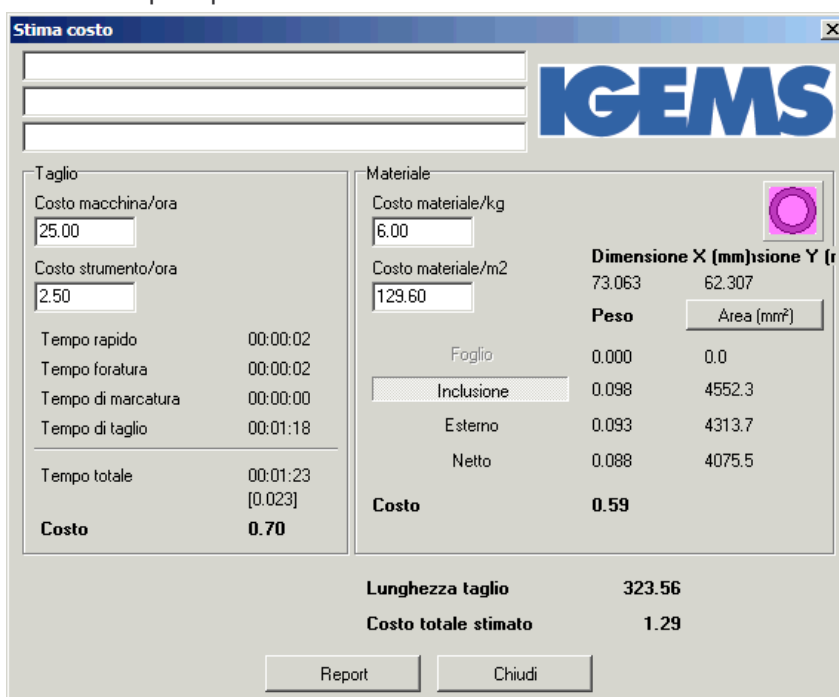 Stima costo
IGEMS
Taglio
Costo macchina/ora
25.00
Costo strumento/ora
2.50
Tempo rapido 00:00:02
Tempo foratura 00:00:02
Tempo di marcatura 00:00:00
Tempo di taglio 00:01:18
Tempo totale 00:01:23
[0.023]
Costo 0.70
Materiale
Costo materiale/kg
6.00
Costo materiale/m2
129.60
Dimensione X (mm) sione Y (
73.063 62.307
Peso Area (mm²)
Foglio 0.000 0.0
Inclusione 0.098 4552.3
Esterno 0.093 4313.7
Netto 0.088 4075.5
Costo 0.59
Lunghezza taglio 323.56
Costo totale stimato 1.29
Report Chiudi